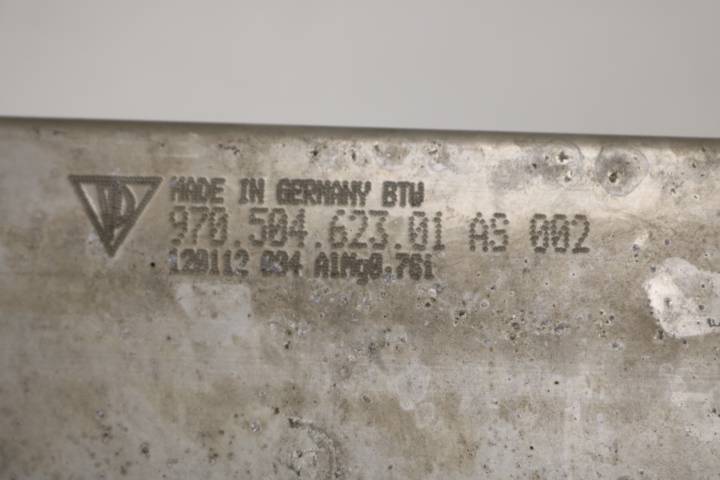 MADE IN GERMANY BTW
970.504.623.01 AS 002
120112 034 AlMg0.7Si